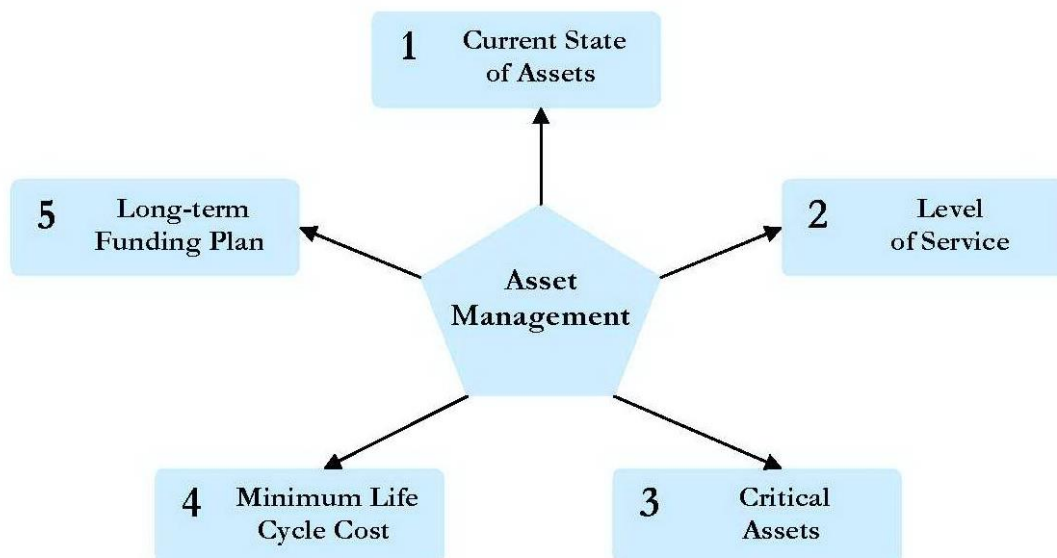 1 Current State
of Assets
5 Long-term
Funding Plan
2 Level
of Service
Asset
Management
4 Minimum Life
Cycle Cost
3 Critical
Assets